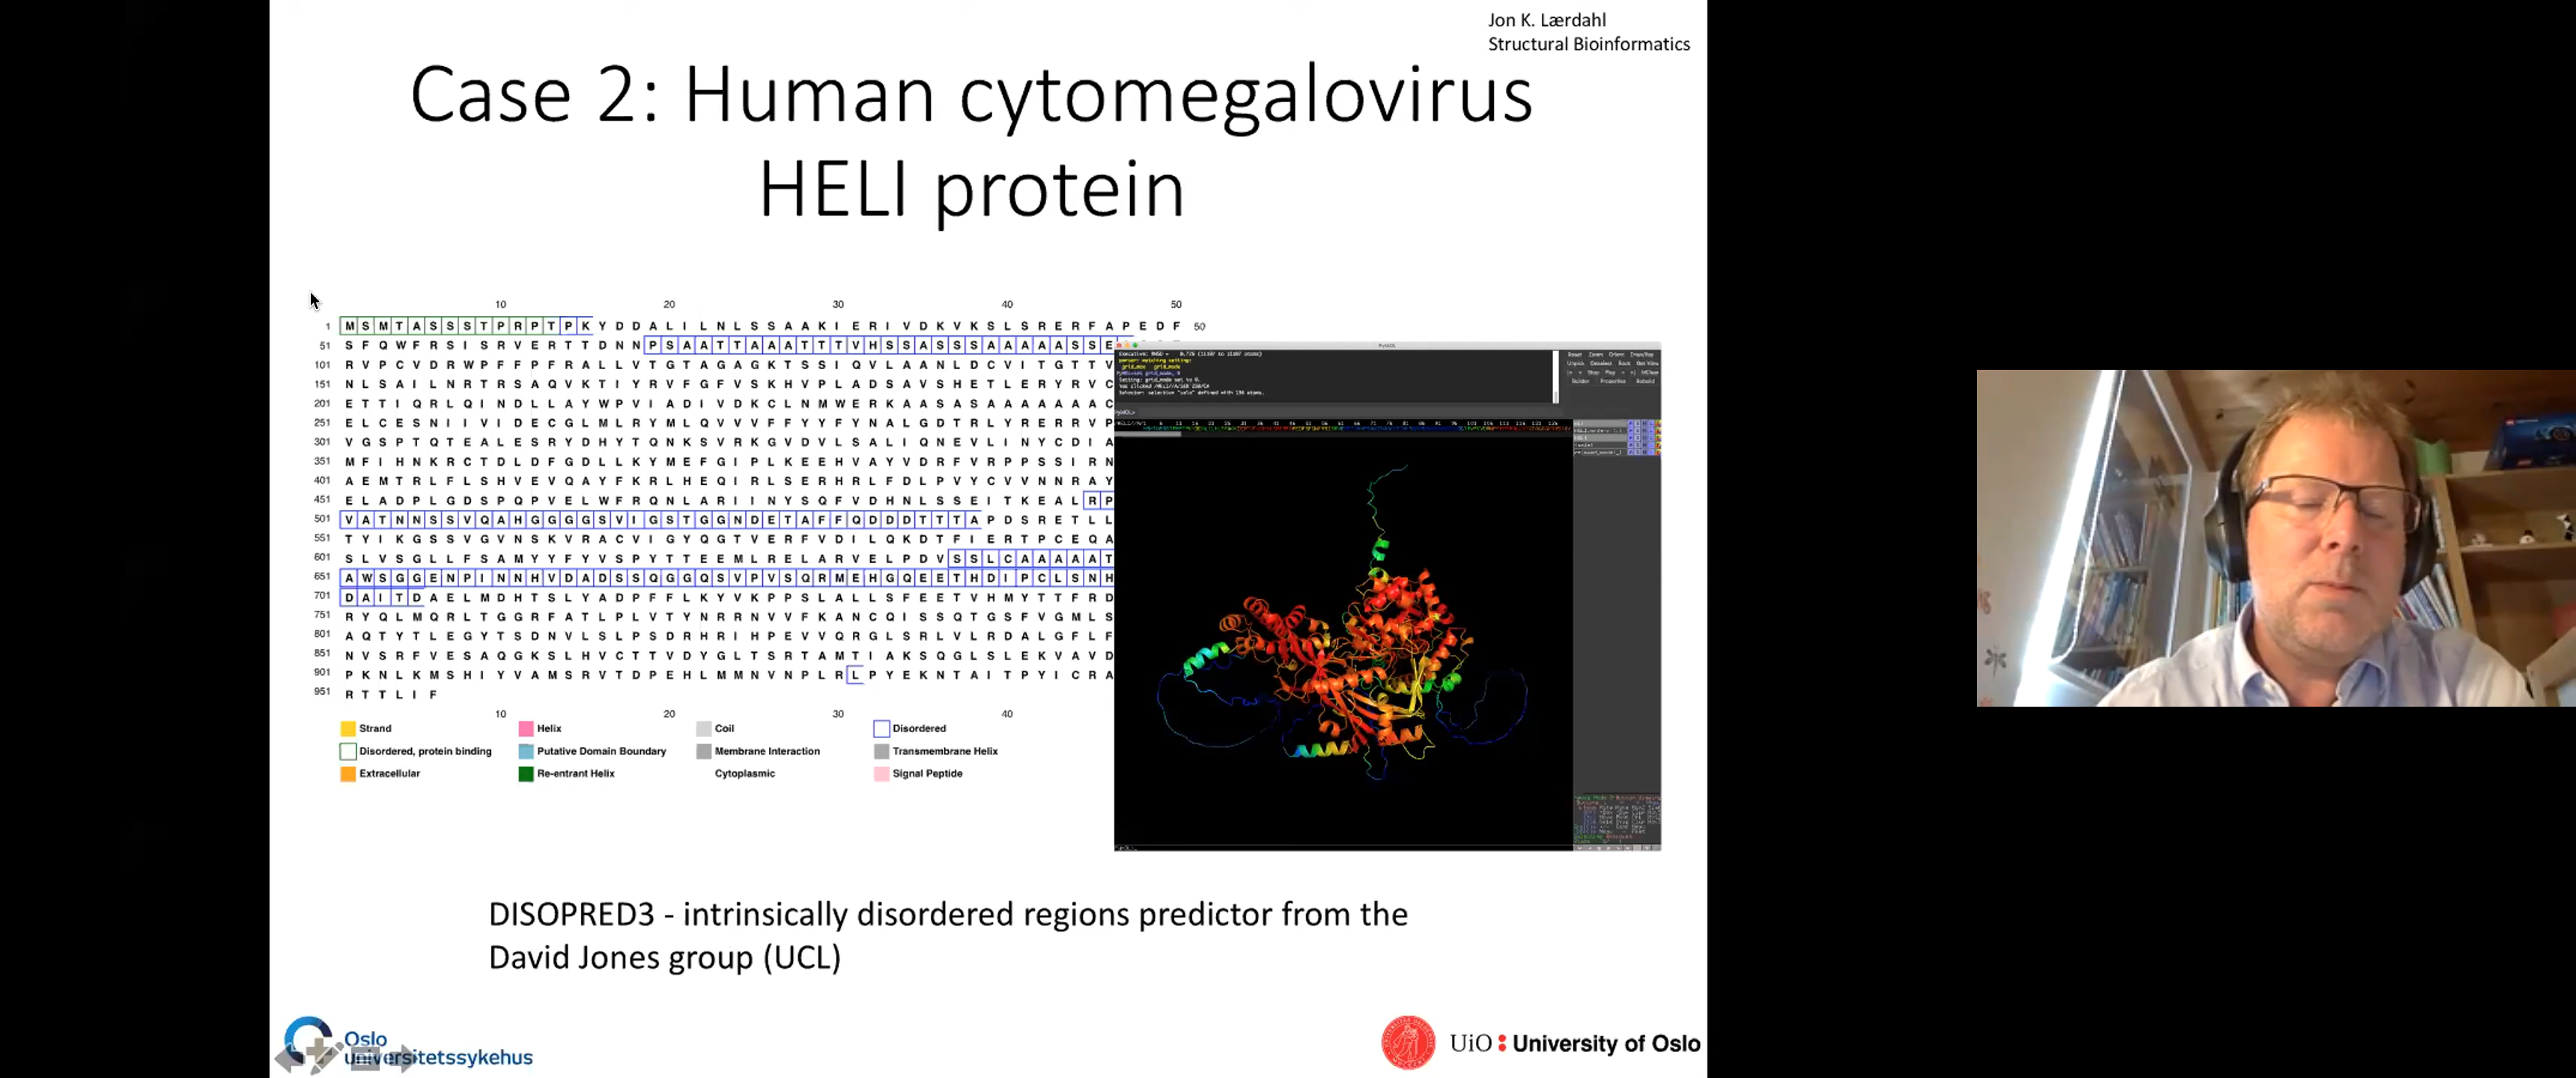 Jon K. Lærdahl
Structural Bioinformatics
Case 2: Human cytomegalovirus
HELI protein
10 20 30 40 50
1 M S M T A S S S T P R P T P K Y D D A L I L N L S S A A K I E R I V D K V K S L S R E R F A P E D F 50
51 S F Q W F R S I S R V E R T T D N N P S A A T T A A A T T T V H S S A S S S A A A A A S S E
101 R V P C V D R W P F F P F R A L L V T G T A G A G K T S S I Q V L A A N L D C V I T G T T V
151 N L S A I L N R T R S A Q V K T I Y R V F G F V S K H V P L A D S A V S H E T L E R Y R V C
201 E T T I Q R L Q I N D L L A Y W P V I A D I V D K C L N M W E R K A A S A S A A A A A A A C
251 E L C E S N I I V I D E C G L M L R Y M L Q V V V F F Y Y F Y N A L G D T R L Y R E R R V P
301 V G S P T Q T E A L E S R Y D H Y T Q N K S V R K G V D V L S A L I Q N E V L I N Y C D I A
351 M F I H N K R C T D L D F G D L L K Y M E F G I P L K E E H V A Y V D R F V R P P S S I R N
401 A E M T R L F L S H V E V Q A Y F K R L H E Q I R L S E R H R L F D L P V Y C V V N N R A Y
451 E L A D P L G D S P Q P V E L W F R Q N L A R I I N Y S Q F V D H N L S S E I T K E A L R P
501 V A T N N S S V Q A H G G G G S V I G S T G G N D E T A F F Q D D D T T T A P D S R E T L L
551 T Y I K G S S V G V N S K V R A C V I G Y Q G T V E R F V D I L Q K D T F I E R T P C E Q A
601 S L V S G L L F S A M Y Y F Y V S P Y T T E E M L R E L A R V E L P D V S S L C A A A A A T
651 A W S G G E N P I N N H V D A D S S Q G G Q S V P V S Q R M E H G Q E E T H D I P C L S N H
701 D A I T D A E L M D H T S L Y A D P F F L K Y V K P P S L A L L S F E E T V H M Y T T F R D
751 R Y Q L M Q R L T G G R F A T L P L V T Y N R R N V V F K A N C Q I S S Q T G S F V G M L S
801 A Q T Y T L E G Y T S D N V L S L P S D R H R I H P E V V Q R G L S R L V L R D A L G F L F
851 N V S R F V E S A Q G K S L H V C T T V D Y G L T S R T A M T I A K S Q G L S L E K V A V D
901 P K N L K M S H I Y V A M S R V T D P E H L M M N V N P L R L P Y E K N T A I T P Y I C R A
951 R T T L I F
10 20 30 40
Strand Helix Coil Disordered
Disordered, protein binding Putative Domain Boundary Membrane Interaction Transmembrane Helix
Extracellular Re-entrant Helix Cytoplasmic Signal Peptide
DISOPRED3 - intrinsically disordered regions predictor from the
David Jones group (UCL)
Oslo
universitetssykehus
UiO : University of Oslo